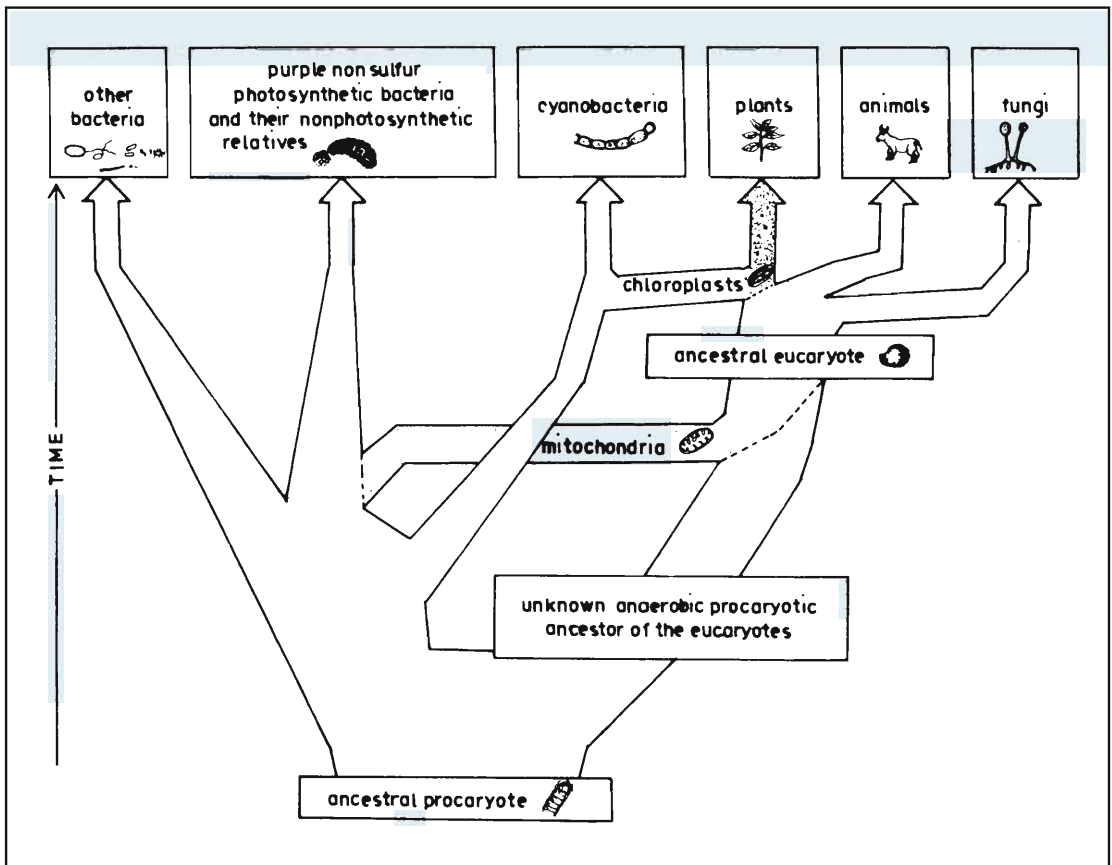 other
bacteria
purple non sulfur
photosynthetic bacteria
and their nonphotosynthetic
relatives
cyanobacteria
plants
animals
fungi
chloroplasts
ancestral eucaryote
mitochondria
TIME
unknown anaerobic procaryotic
ancestor of the eucaryotes
ancestral procaryote